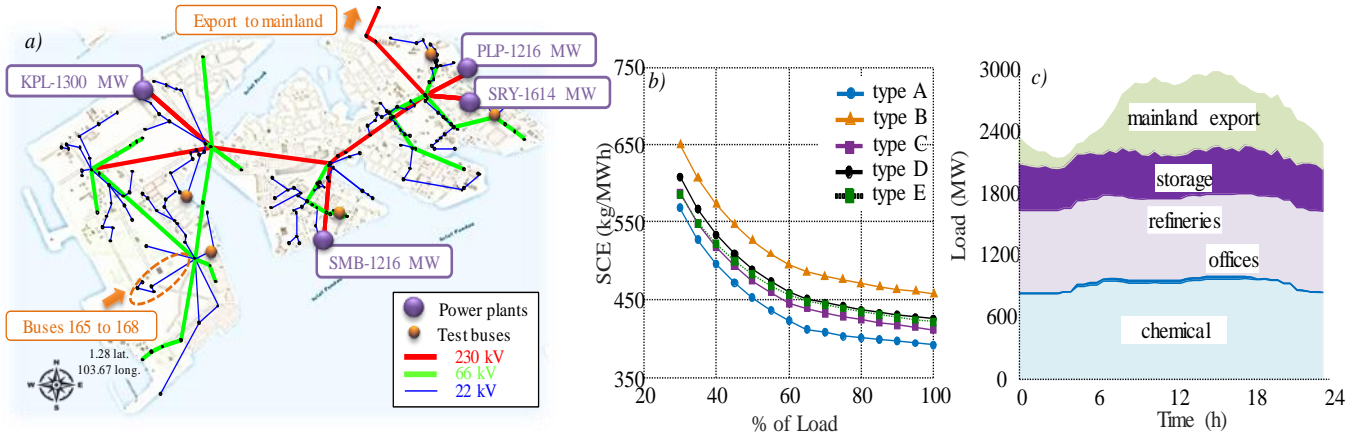 a)
Export to mainland
PLP-1216 MW
KPL-1300 MW
SRY-1614 MW
SMB-1216 MW
Buses 165 to 168
1.28 lat.
103.67 long.
N
W
E
S
Power plants
Test buses
230 kV
66 kV
22 kV
b)
750
650
550
450
350
SCE (kg/MWh)
type A
type B
type C
type D
type E
20
40
60
80
100
% of Load
c)
3000
2400
1800
1200
600
0
Load (MW)
mainland export
storage
refineries
offices
chemical
0
6
12
18
24
Time (h)